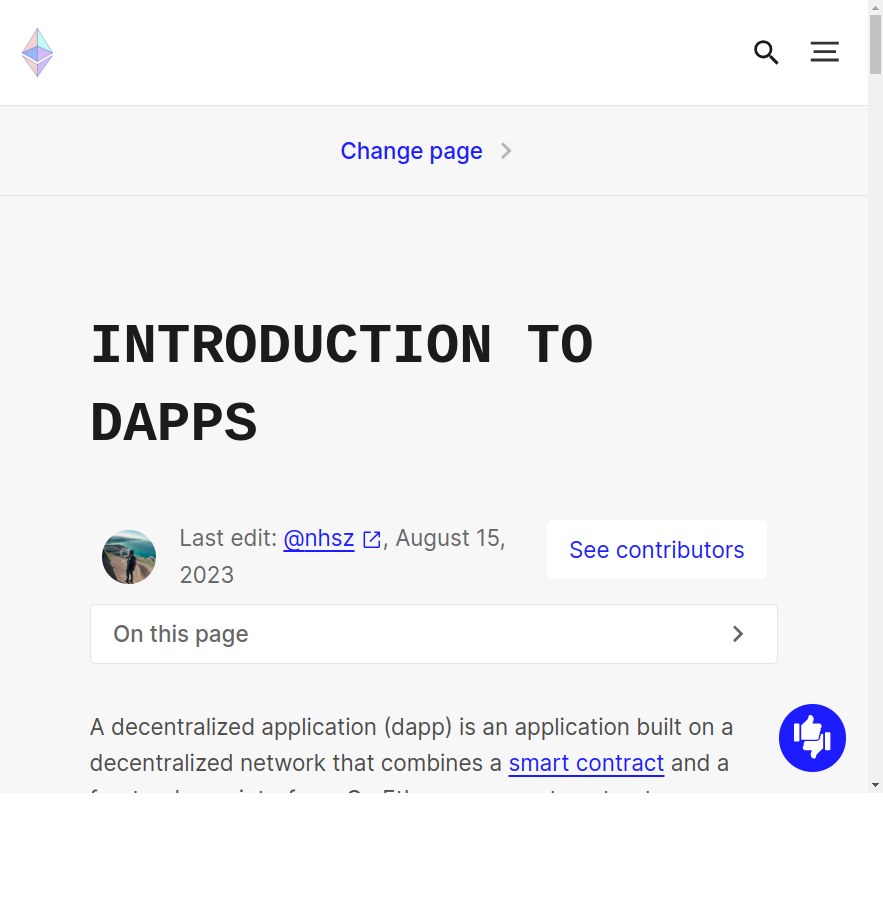 Change page
INTRODUCTION TO
DAPPS
Last edit: @nhsz, August 15,
2023
See contributors
On this page
A decentralized application (dapp) is an application built on a
decentralized network that combines a smart contract and a